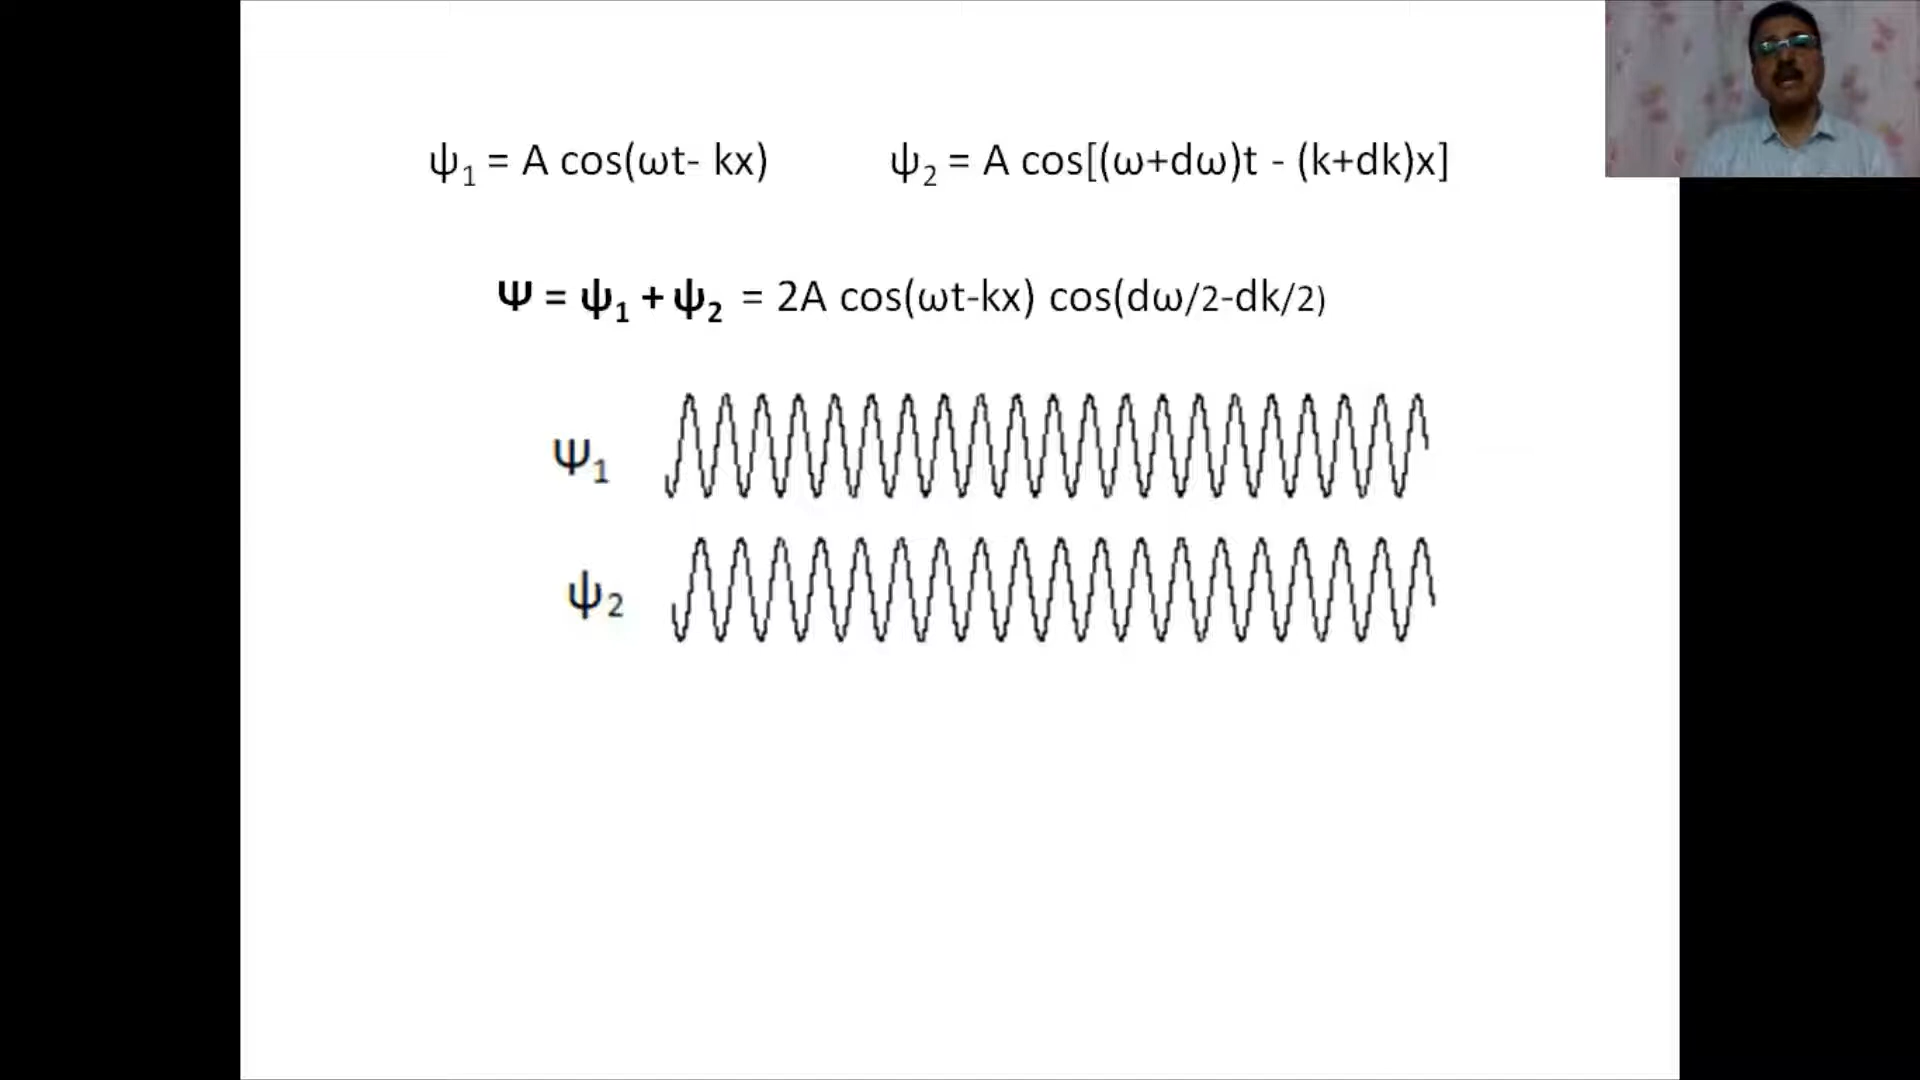 ψ₁ = A cos(ωt- kx) ψ₂ = A cos[(ω+dω)t - (k+dk)x]
Ψ = ψ₁ + ψ₂ = 2A cos(ωt-kx) cos(dω/2-dk/2)
Ψ₁
ψ₂